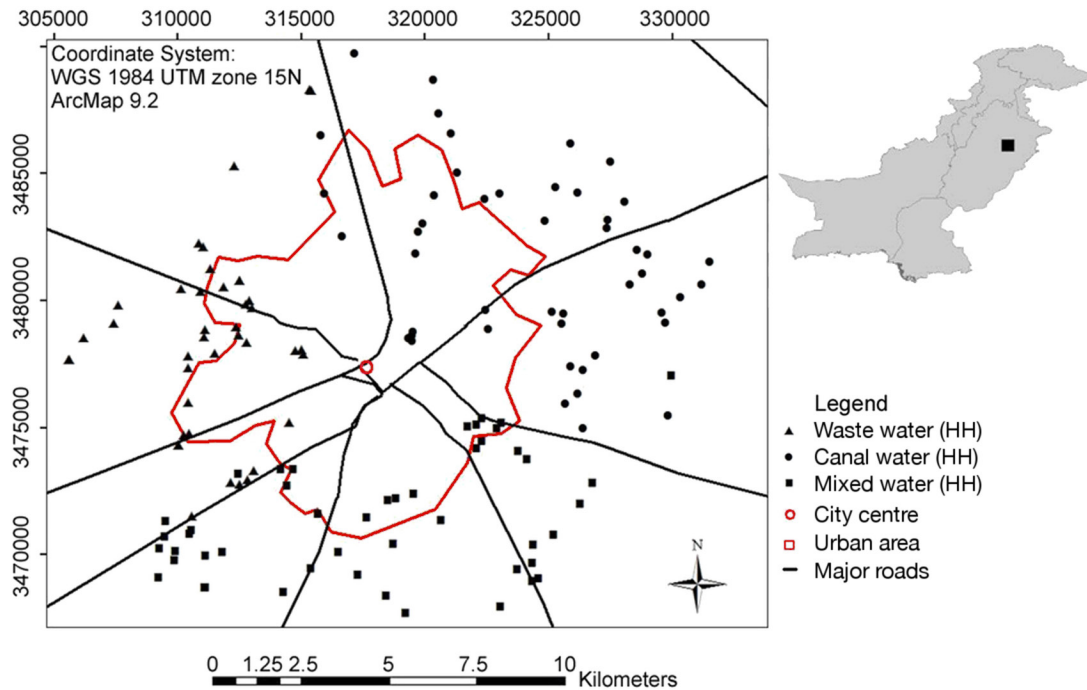 305000 310000 315000 320000 325000 330000
Coordinate System:
WGS 1984 UTM zone 15N
ArcMap 9.2
3485000
3480000
3475000
3470000
N
Legend
Waste water (HH)
Canal water (HH)
Mixed water (HH)
City centre
Urban area
Major roads
0 1.25 2.5 5 7.5 10
Kilometers